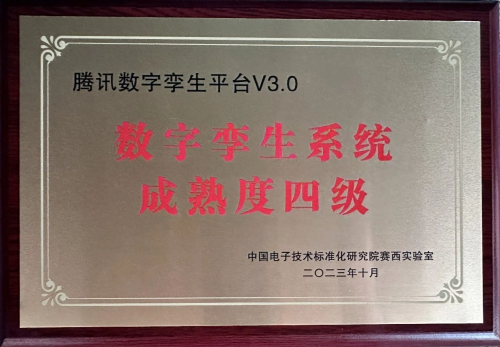 腾讯数字孪生平台V3.0
数字孪生系统
成熟度四级
中国电子技术标准化研究院赛西实验室
二〇二三年十月